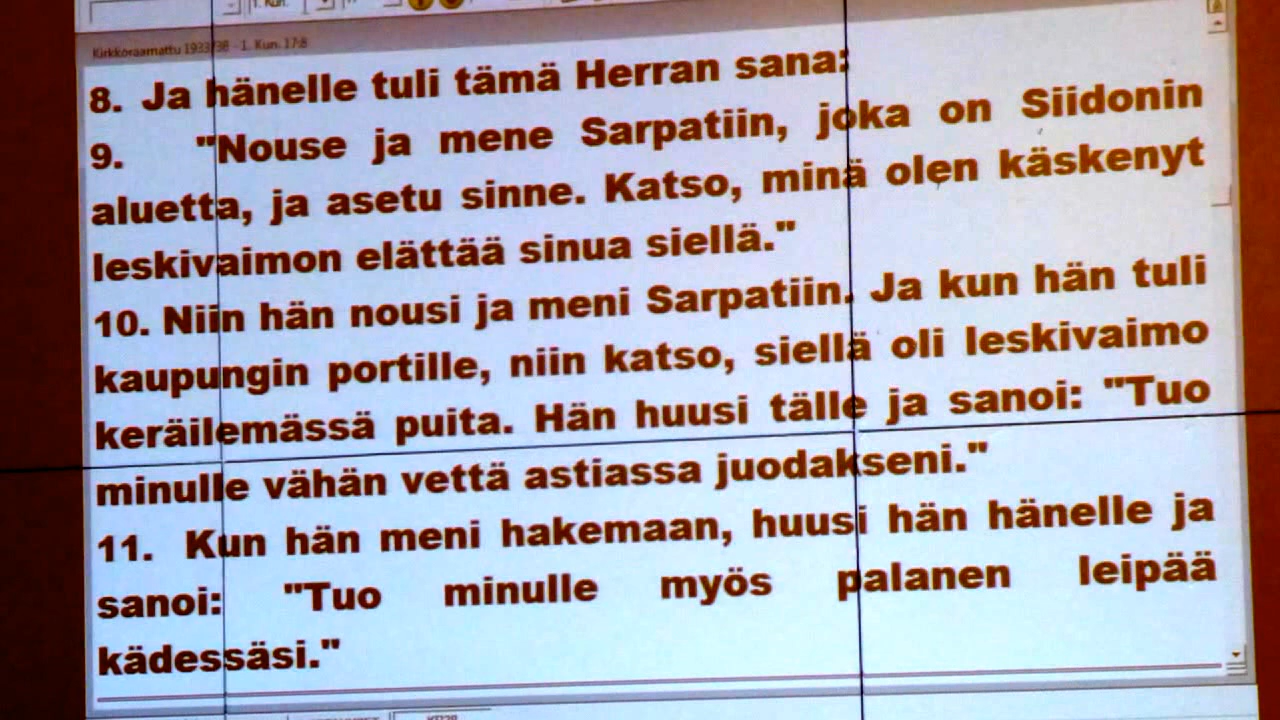 Kirkkoraamattu 1933/38 - 1. Kun. 17:8
8. Ja hänelle tuli tämä Herran sana:
9. "Nouse ja mene Sarpatiin, joka on Siidonin
aluetta, ja asetu sinne. Katso, minä olen käskenyt
leskivaimon elättää sinua siellä."
10. Niin hän nousi ja meni Sarpatiin. Ja kun hän tuli
kaupungin portille, niin katso, siellä oli leskivaimo
keräilemässä puita. Hän huusi tälle ja sanoi: "Tuo
minulle vähän vettä astiassa juodakseni."
11. Kun hän meni hakemaan, huusi hän hänelle ja
sanoi: "Tuo minulle myös palanen leipää
kädessäsi."